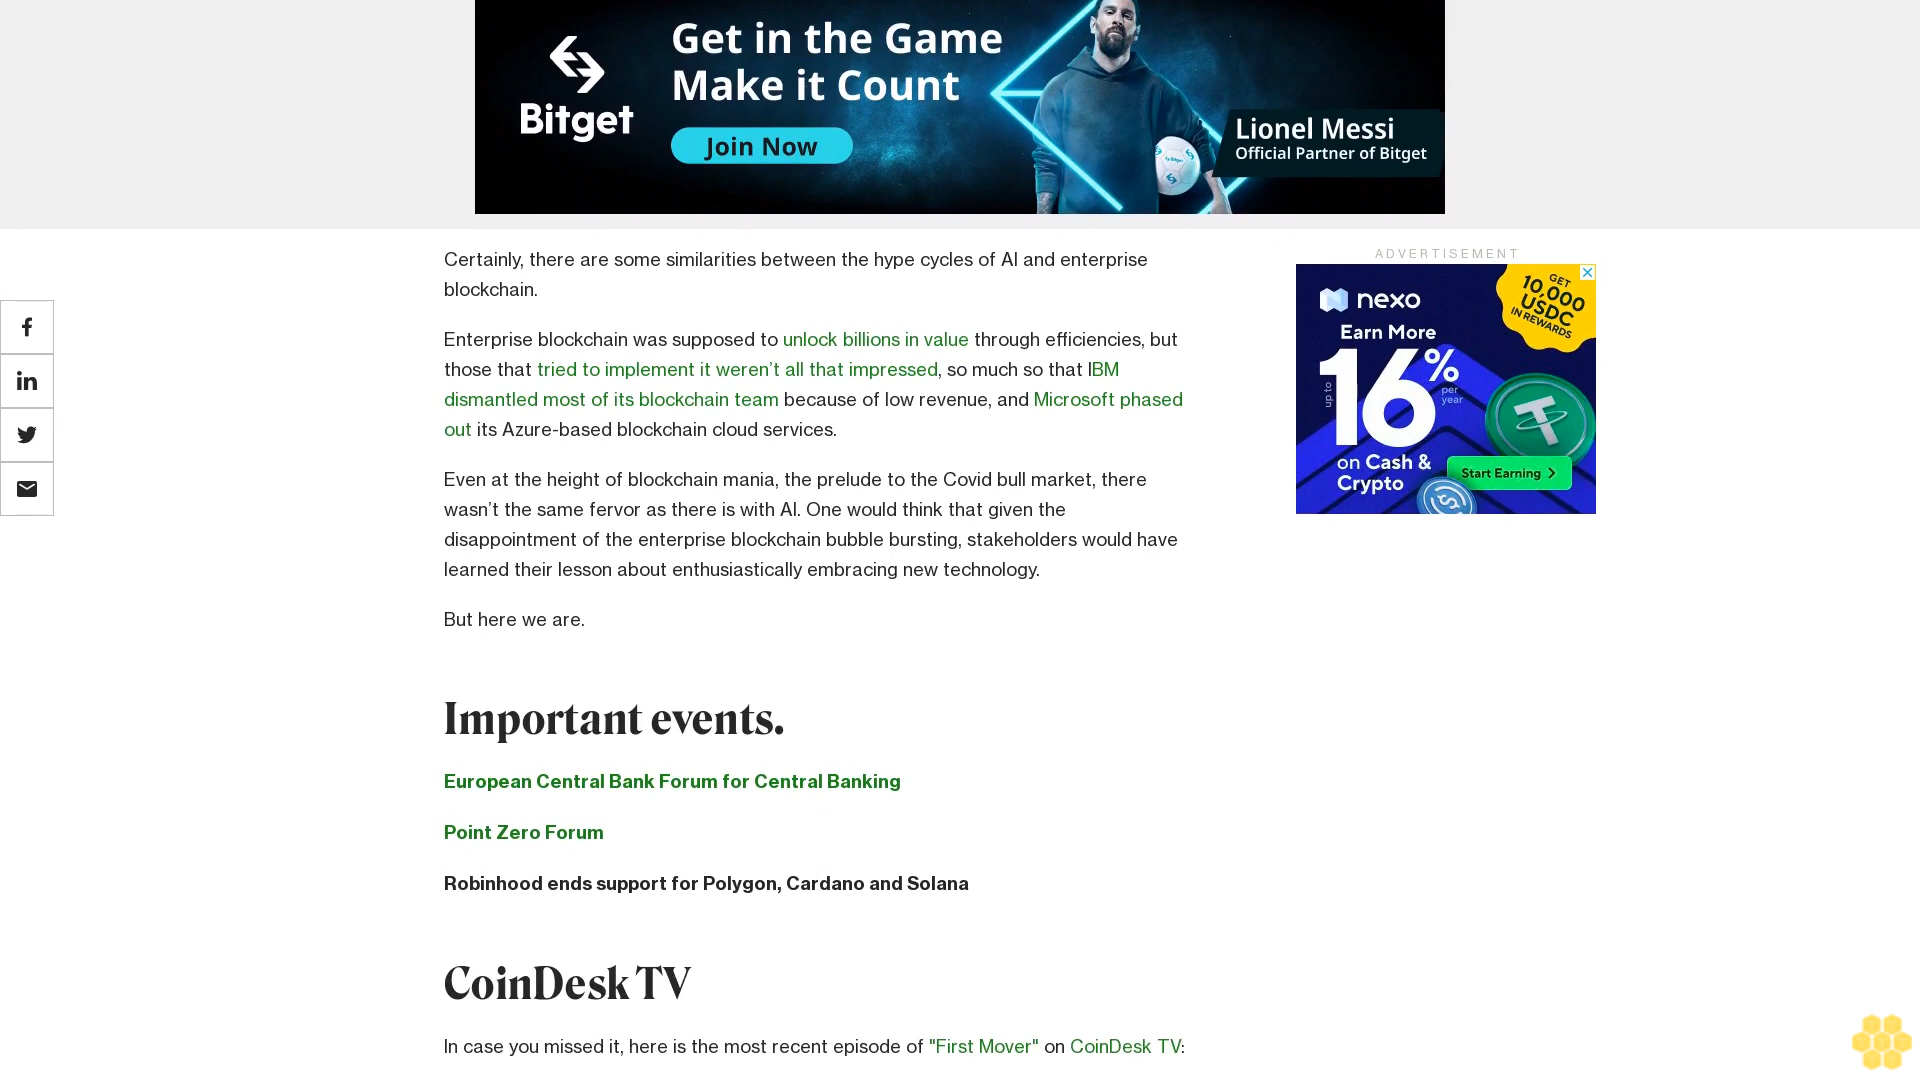 Get in the Game
Make it Count
Bitget
Join Now
Lionel Messi
Official Partner of Bitget
Certainly, there are some similarities between the hype cycles of AI and enterprise
blockchain.
Enterprise blockchain was supposed to unlock billions in value through efficiencies, but
those that tried to implement it weren’t all that impressed, so much so that IBM
dismantled most of its blockchain team because of low revenue, and Microsoft phased
out its Azure-based blockchain cloud services.
Even at the height of blockchain mania, the prelude to the Covid bull market, there
wasn’t the same fervor as there is with AI. One would think that given the
disappointment of the enterprise blockchain bubble bursting, stakeholders would have
learned their lesson about enthusiastically embracing new technology.
But here we are.
Important events.
European Central Bank Forum for Central Banking
Point Zero Forum
Robinhood ends support for Polygon, Cardano and Solana
CoinDesk TV
In case you missed it, here is the most recent episode of "First Mover" on CoinDesk TV:
ADVERTISEMENT
nexo
GET
10,000
USDC
IN REWARDS
Earn More
up to
16%
per
year
on Cash &
Crypto
Start Earning